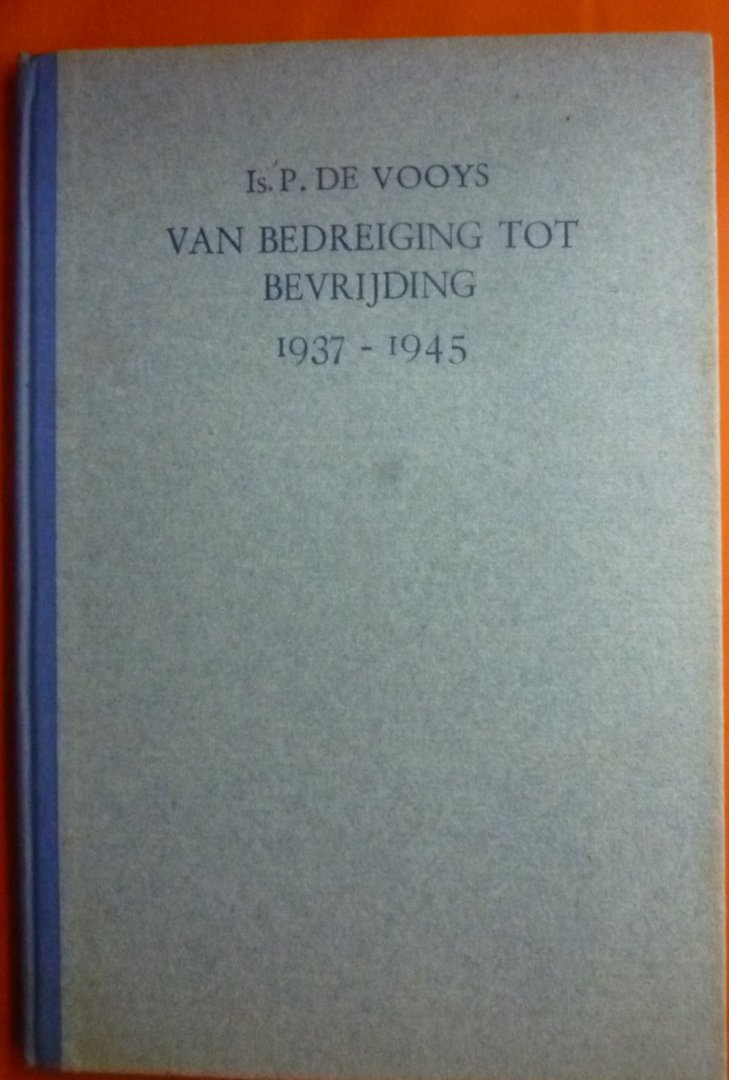 Is. P. DE VOOYS
VAN BEDREIGING TOT
BEVRIJDING
1937 - 1945